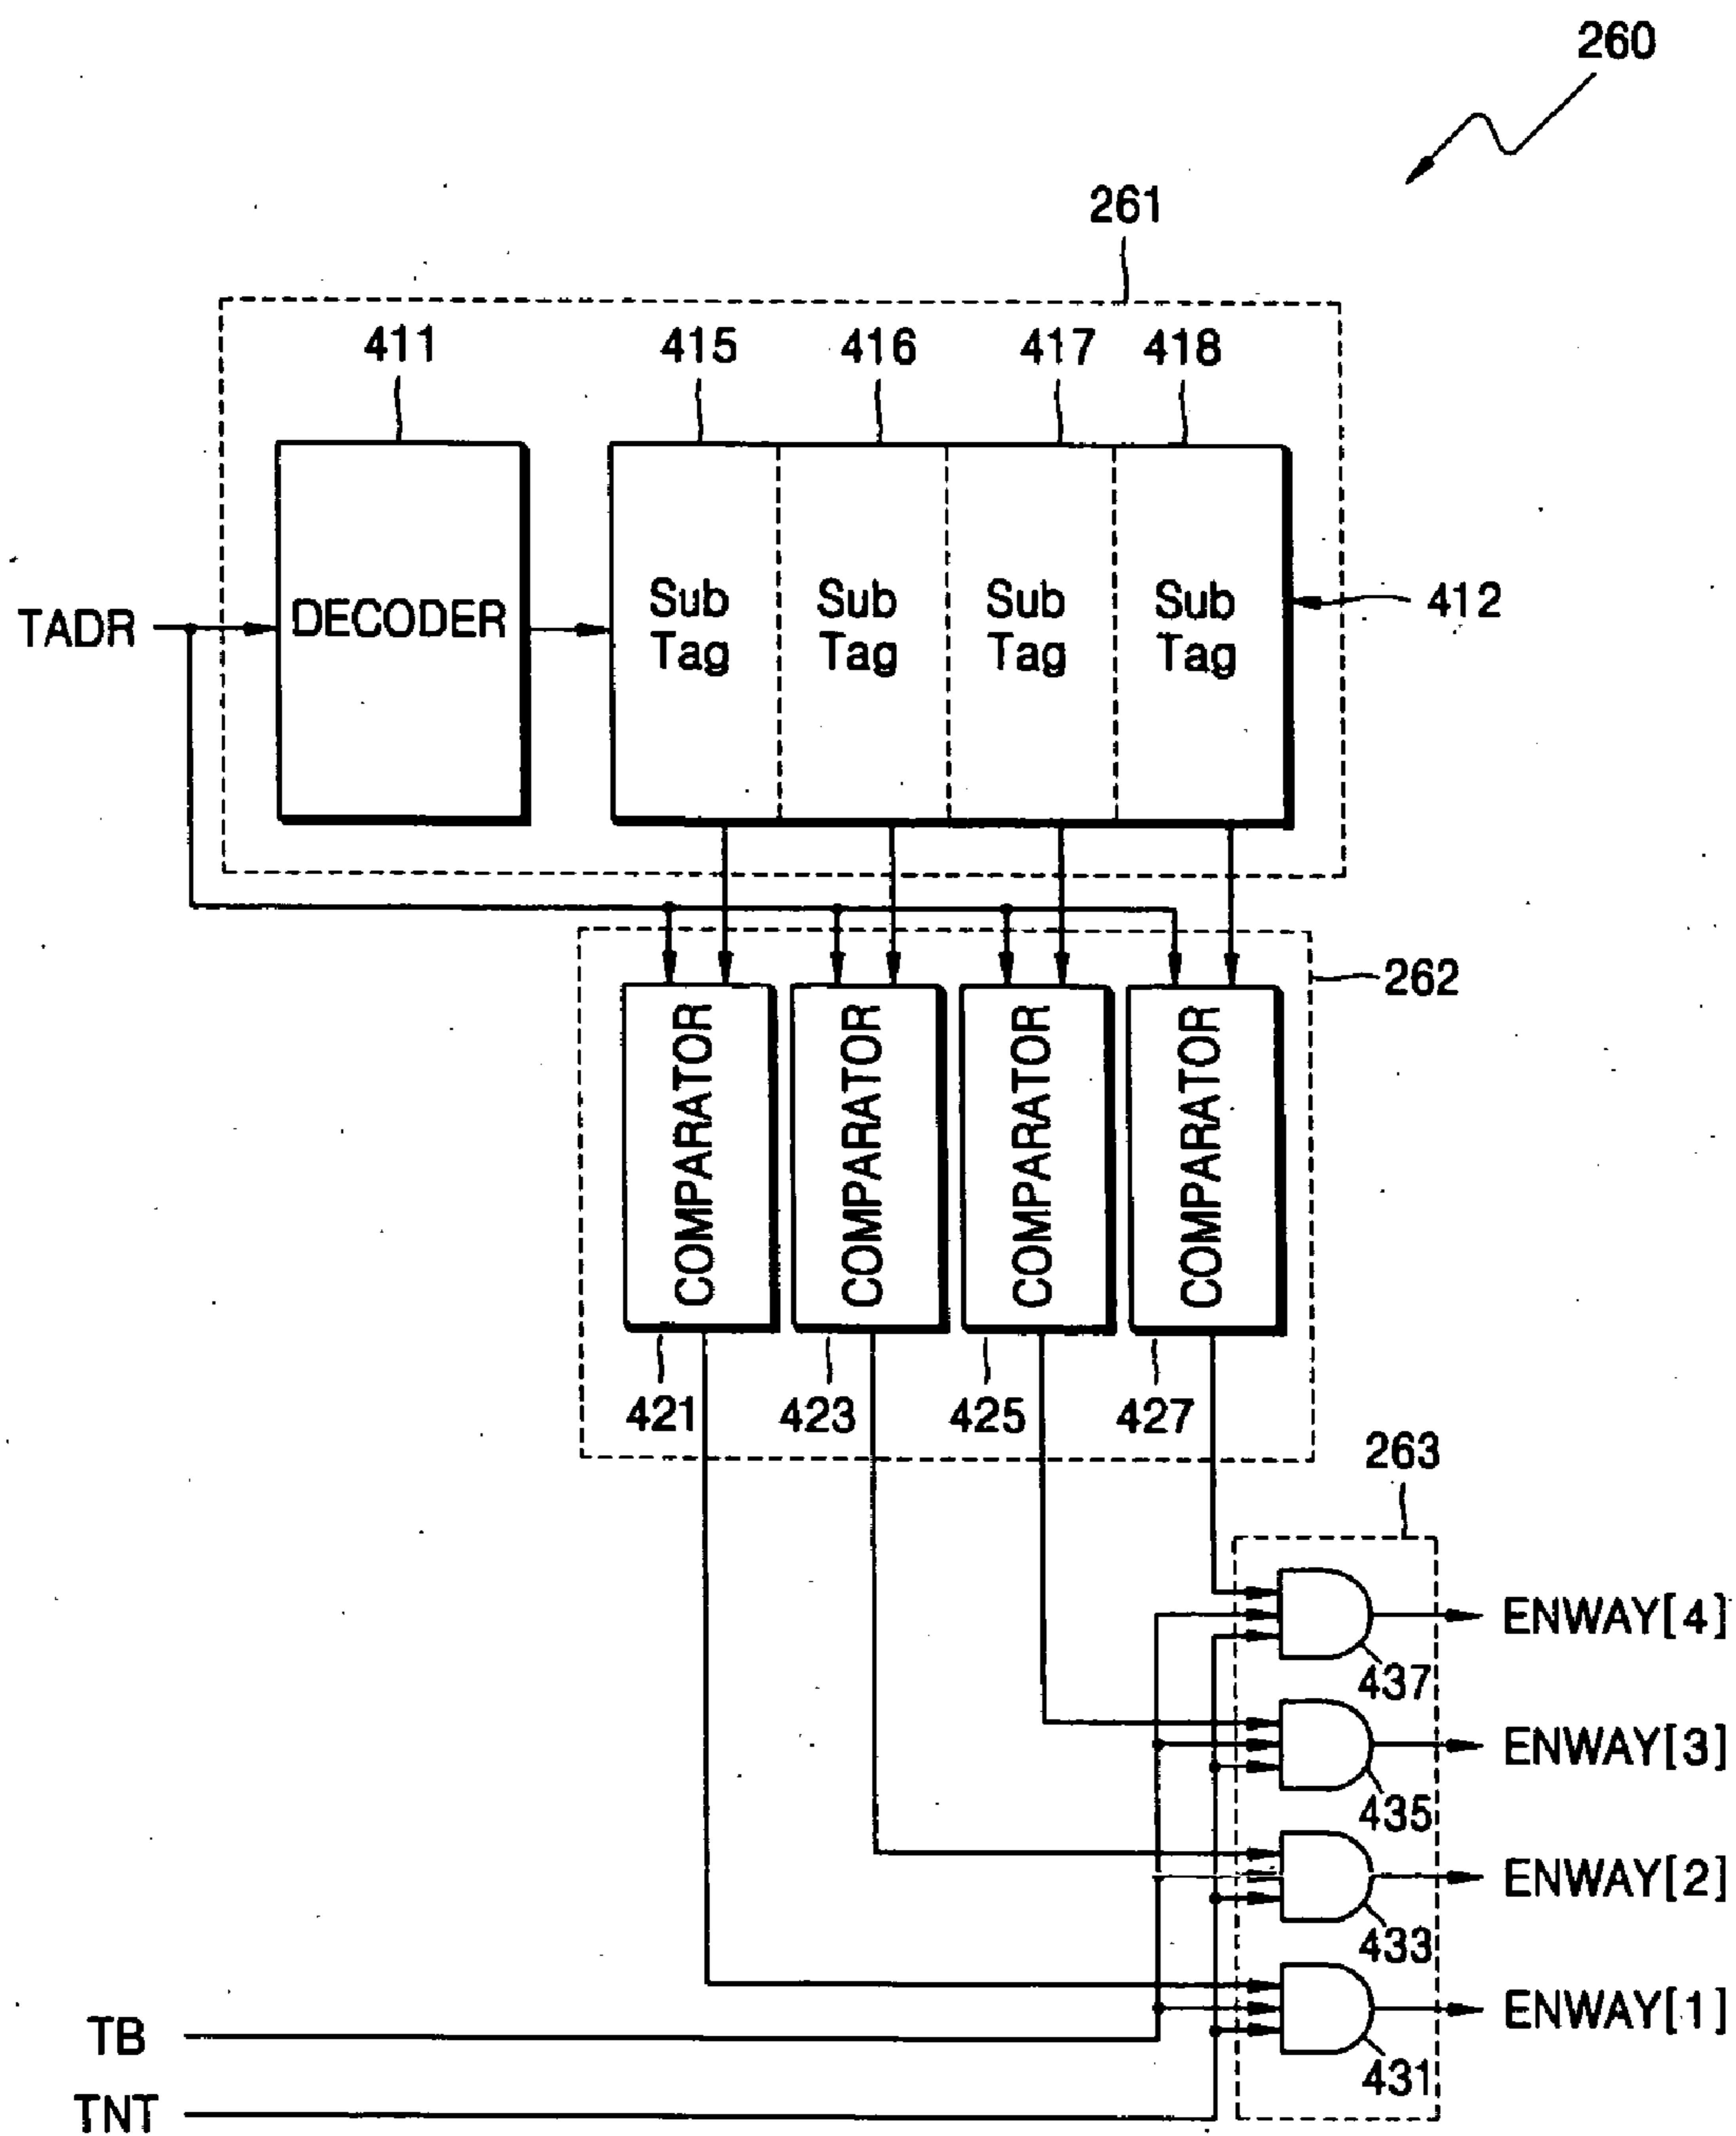 260
261
411
415
416
417
418
TADR
DECODER
Sub Tag
Sub Tag
Sub Tag
Sub Tag
412
262
COMPARATOR
COMPARATOR
COMPARATOR
COMPARATOR
421
423
425
427
263
ENWAY[4]
437
ENWAY[3]
435
ENWAY[2]
433
ENWAY[1]
431
TB
TNT